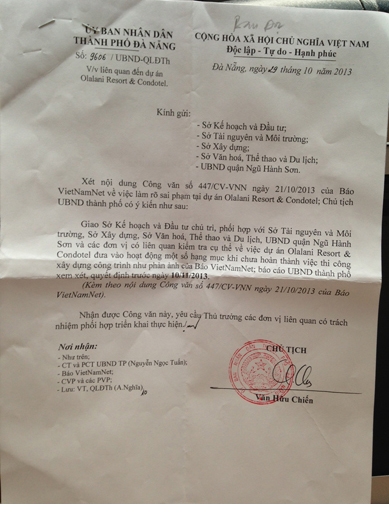 ỦY BAN NHÂN DÂN
THÀNH PHỐ ĐÀ NẴNG
Số: 9606 / UBND-QLĐTh
V/v liên quan đến dự án
Olalani Resort & Condotel.
CỘNG HÒA XÃ HỘI CHỦ NGHĨA VIỆT NAM
Độc lập - Tự do - Hạnh phúc
Đà Nẵng, ngày 29 tháng 10 năm 2013
Kính gửi:
- Sở Kế hoạch và Đầu tư;
- Sở Tài nguyên và Môi trường;
- Sở Xây dựng;
- Sở Văn hoá, Thể thao và Du lịch;
- UBND quận Ngũ Hành Sơn.
Xét nội dung Công văn số 447/CV-VNN ngày 21/10/2013 của Báo
VietNamNet về việc làm rõ sai phạm tại dự án Olalani Resort & Condotel; Chủ tịch
UBND thành phố có ý kiến như sau:
Giao Sở Kế hoạch và Đầu tư chủ trì, phối hợp với Sở Tài nguyên và Môi
trường, Sở Xây dựng, Sở Văn hoá, Thể thao và Du lịch, UBND quận Ngũ Hành
Sơn và các đơn vị có liên quan kiểm tra cụ thể về việc dự án Olalani Resort &
Condotel đưa vào hoạt động một số hạng mục khi chưa hoàn thành việc thi công
xây dựng công trình như phản ánh của Báo VietNamNet; báo cáo UBND thành phố
xem xét, quyết định trước ngày 10.11.2013.
(Kèm theo nội dung Công văn số 447/CV-VNN ngày 21/10/2013 của Báo
VietNamNet).
Nhận được Công văn này, yêu cầu Thủ trưởng các đơn vị liên quan có trách
nhiệm phối hợp triển khai thực hiện./.
Nơi nhận:
- Như trên;
- CT và PCT UBND TP (Nguyễn Ngọc Tuấn);
- Báo VietNamNet;
- CVP và các PVP;
- Lưu: VT, QLĐTh (A.Nghĩa).
CHỦ TỊCH
Văn Hữu Chiến